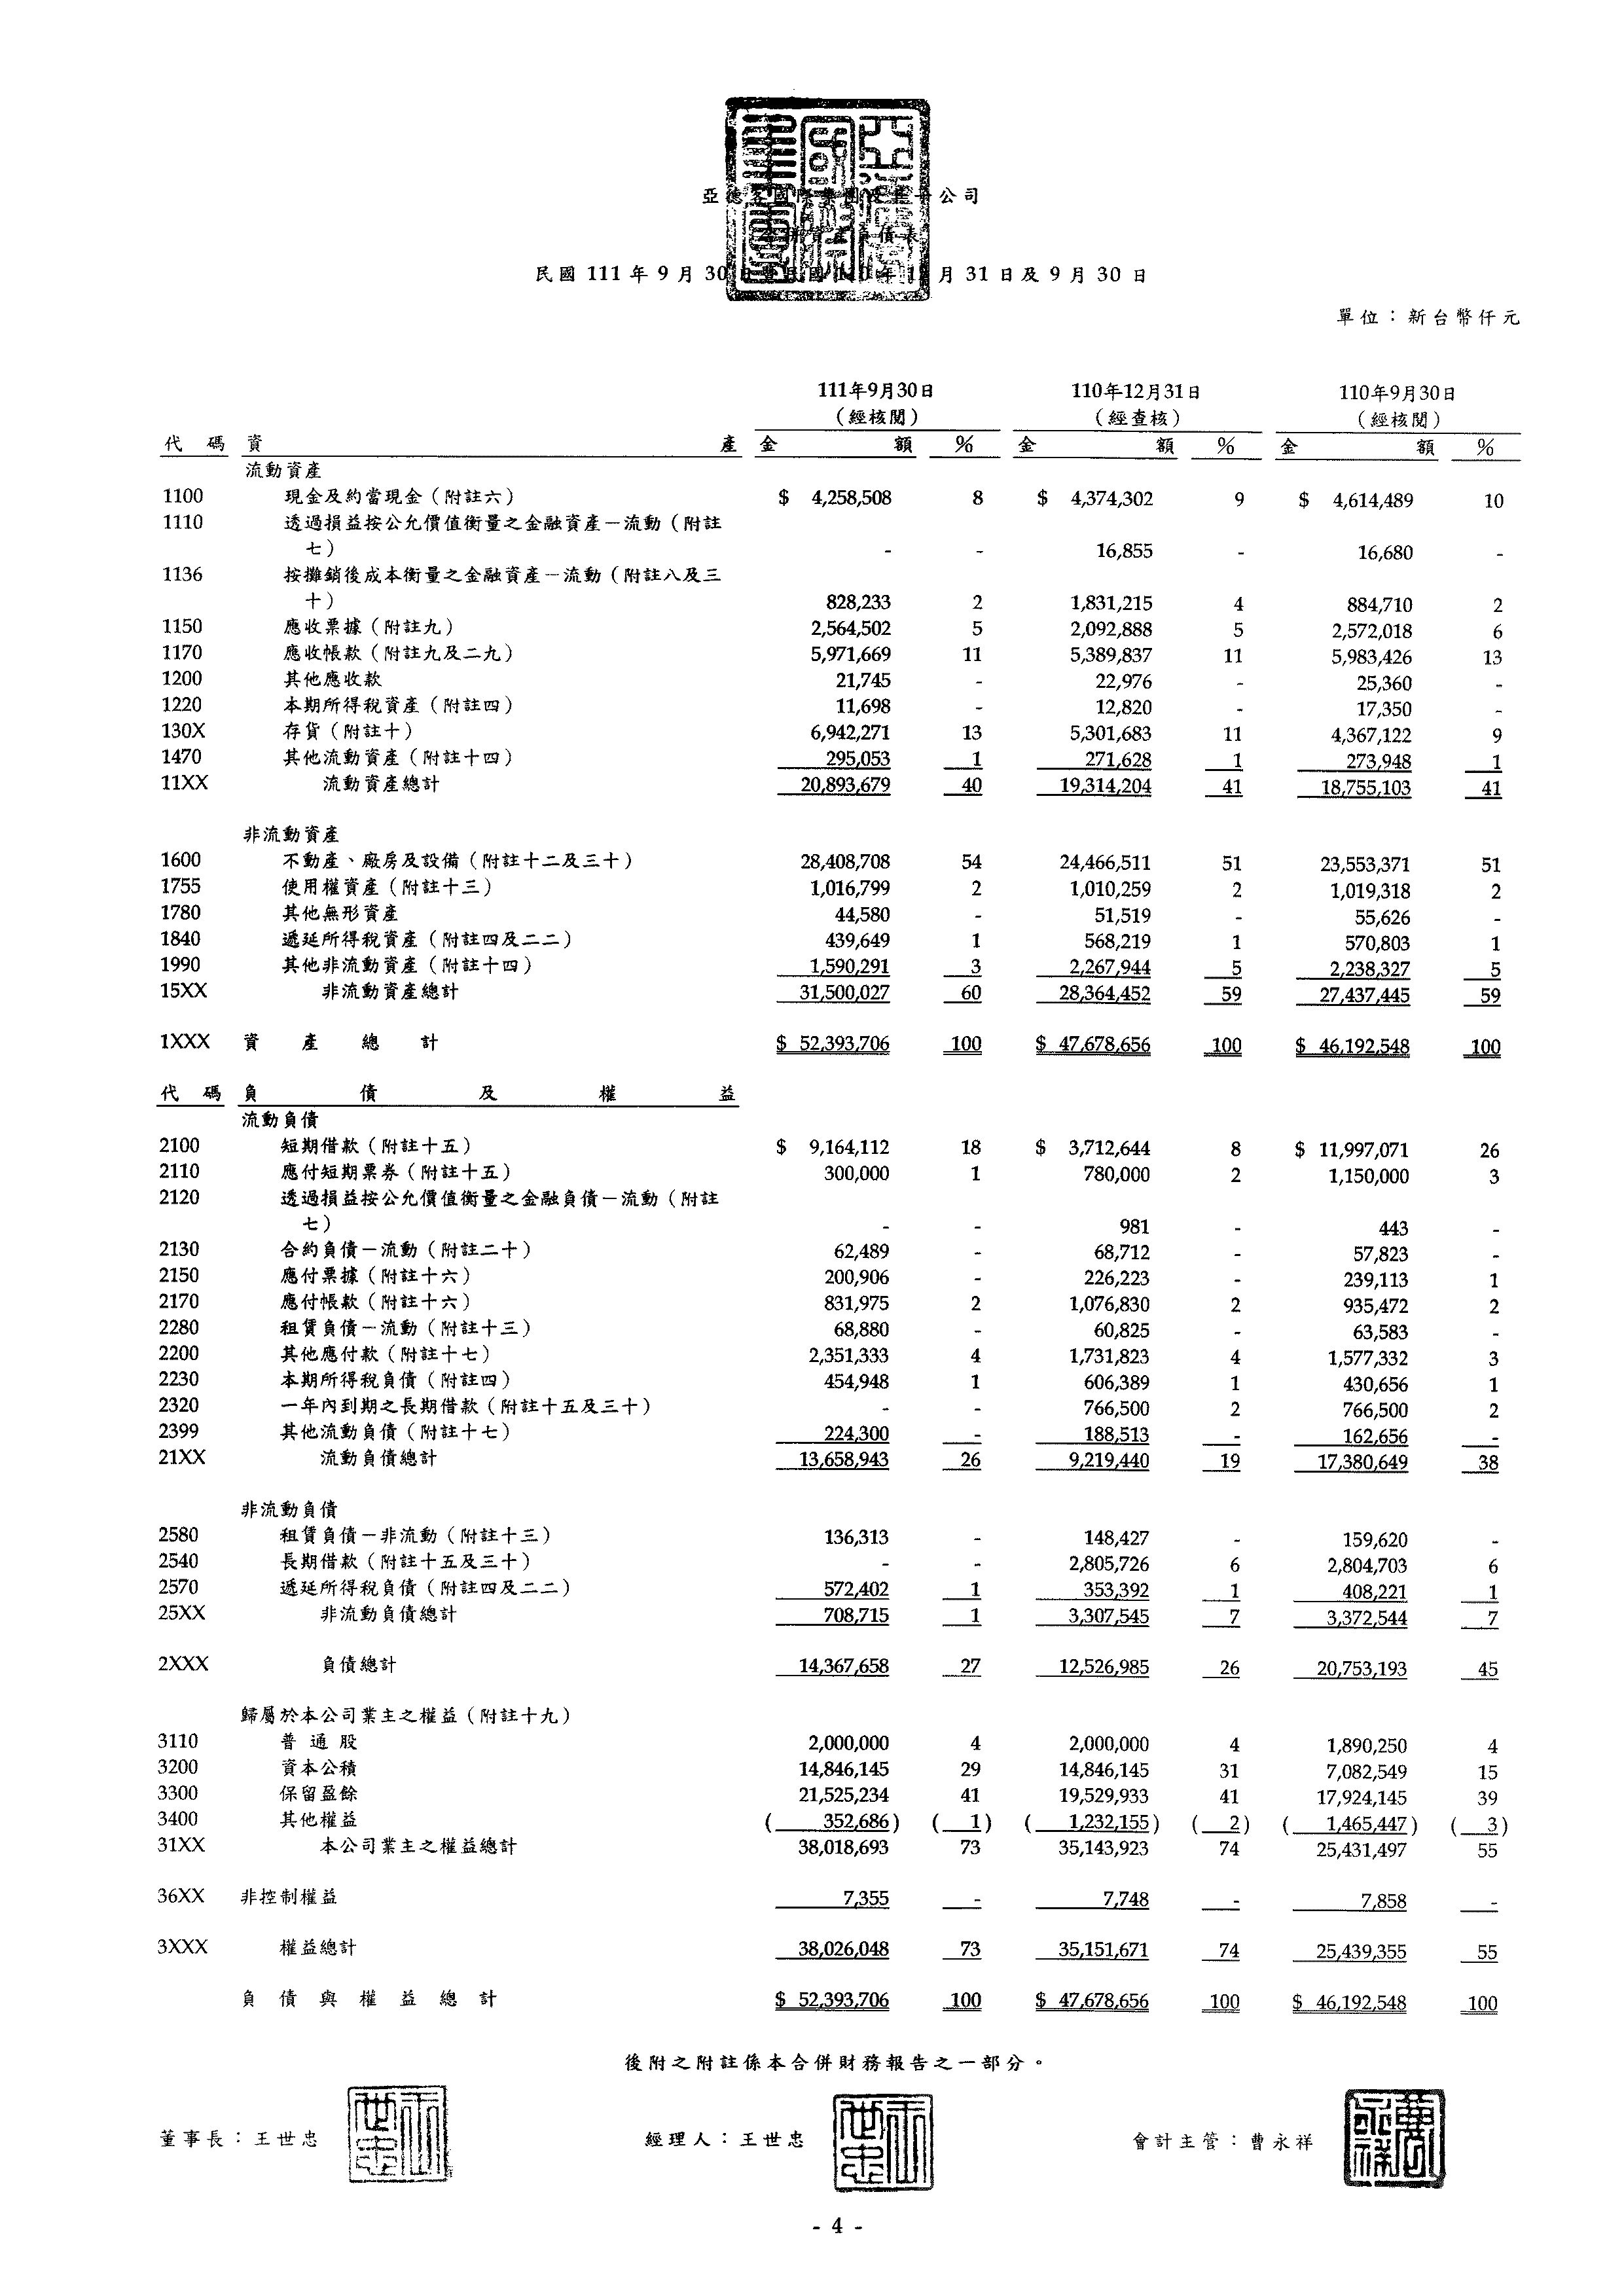 亞德客國際集團及其子公司
合併資產負債表
民國 111 年 9 月 30 日暨民國 110 年 12 月 31 日及 9 月 30 日
單位：新台幣仟元
111年9月30日 110年12月31日 110年9月30日
（經核閱） （經查核） （經核閱）
代 碼 資 產 金 額 % 金 額 % 金 額 %
流動資產
1100 現金及約當現金（附註六） $ 4,258,508 8 $ 4,374,302 9 $ 4,614,489 10
1110 透過損益按公允價值衡量之金融資產－流動（附註
七） - - 16,855 - 16,680 -
1136 按攤銷後成本衡量之金融資產－流動（附註八及三
十） 828,233 2 1,831,215 4 884,710 2
1150 應收票據（附註九） 2,564,502 5 2,092,888 5 2,572,018 6
1170 應收帳款（附註九及二九） 5,971,669 11 5,389,837 11 5,983,426 13
1200 其他應收款 21,745 - 22,976 - 25,360 -
1220 本期所得稅資產（附註四） 11,698 - 12,820 - 17,350 -
130X 存貨（附註十） 6,942,271 13 5,301,683 11 4,367,122 9
1470 其他流動資產（附註十四） 295,053 1 271,628 1 273,948 1
11XX 流動資產總計 20,893,679 40 19,314,204 41 18,755,103 41
非流動資產
1600 不動產、廠房及設備（附註十二及三十） 28,408,708 54 24,466,511 51 23,553,371 51
1755 使用權資產（附註十三） 1,016,799 2 1,010,259 2 1,019,318 2
1780 其他無形資產 44,580 - 51,519 - 55,626 -
1840 遞延所得稅資產（附註四及二二） 439,649 1 568,219 1 570,803 1
1990 其他非流動資產（附註十四） 1,590,291 3 2,267,944 5 2,238,327 5
15XX 非流動資產總計 31,500,027 60 28,364,452 59 27,437,445 59
1XXX 資 產 總 計 $ 52,393,706 100 $ 47,678,656 100 $ 46,192,548 100
代 碼 負 債 及 權 益
流動負債
2100 短期借款（附註十五） $ 9,164,112 18 $ 3,712,644 8 $ 11,997,071 26
2110 應付短期票券（附註十五） 300,000 1 780,000 2 1,150,000 3
2120 透過損益按公允價值衡量之金融負債－流動（附註
七） - - 981 - 443 -
2130 合約負債－流動（附註二十） 62,489 - 68,712 - 57,823 -
2150 應付票據（附註十六） 200,906 - 226,223 - 239,113 1
2170 應付帳款（附註十六） 831,975 2 1,076,830 2 935,472 2
2280 租賃負債－流動（附註十三） 68,880 - 60,825 - 63,583 -
2200 其他應付款（附註十七） 2,351,333 4 1,731,823 4 1,577,332 3
2230 本期所得稅負債（附註四） 454,948 1 606,389 1 430,656 1
2320 一年內到期之長期借款（附註十五及三十） - - 766,500 2 766,500 2
2399 其他流動負債（附註十七） 224,300 - 188,513 - 162,656 -
21XX 流動負債總計 13,658,943 26 9,219,440 19 17,380,649 38
非流動負債
2580 租賃負債－非流動（附註十三） 136,313 - 148,427 - 159,620 -
2540 長期借款（附註十五及三十） - - 2,805,726 6 2,804,703 6
2570 遞延所得稅負債（附註四及二二） 572,402 1 353,392 1 408,221 1
25XX 非流動負債總計 708,715 1 3,307,545 7 3,372,544 7
2XXX 負債總計 14,367,658 27 12,526,985 26 20,753,193 45
歸屬於本公司業主之權益（附註十九）
3110 普 通 股 2,000,000 4 2,000,000 4 1,890,250 4
3200 資本公積 14,846,145 29 14,846,145 31 7,082,549 15
3300 保留盈餘 21,525,234 41 19,529,933 41 17,924,145 39
3400 其他權益 ( 352,686) ( 1) ( 1,232,155) ( 2) ( 1,465,447) ( 3)
31XX 本公司業主之權益總計 38,018,693 73 35,143,923 74 25,431,497 55
36XX 非控制權益 7,355 - 7,748 - 7,858 -
3XXX 權益總計 38,026,048 73 35,151,671 74 25,439,355 55
負 債 與 權 益 總 計 $ 52,393,706 100 $ 47,678,656 100 $ 46,192,548 100
後附之附註係本合併財務報告之一部分。
董事長：王世忠 經理人：王世忠 會計主管：曹永祥
- 4 -